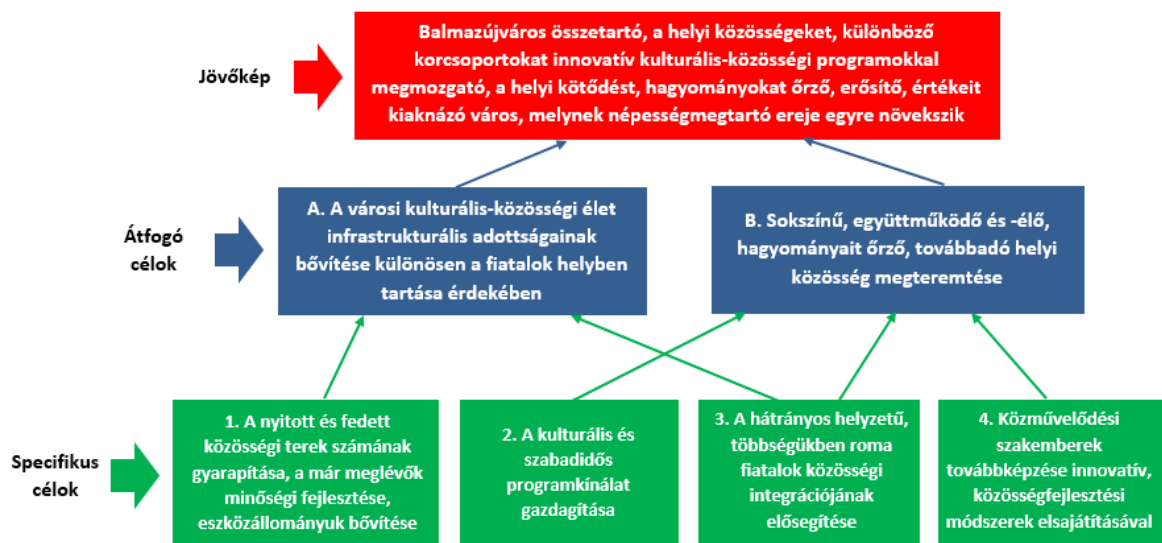 Jövőkép
Balmazújváros összetartó, a helyi közösségeket, különböző
korcsoportokat innovatív kulturális-közösségi programokkal
megmozgató, a helyi kötődést, hagyományokat őrző, erősítő, értékeit
kiaknázó város, melynek népességmegtartó ereje egyre növekszik
Átfogó
célok
A. A városi kulturális-közösségi élet
infrastrukturális adottságainak
bővítése különösen a fiatalok helyben
tartása érdekében
B. Sokszínű, együttműködő és -élő,
hagyományait őrző, továbbadó helyi
közösség megteremtése
Specifikus
célok
1. A nyitott és fedett
közösségi terek számának
gyarapítása, a már meglévők
minőségi fejlesztése,
eszközállományuk bővítése
2. A kulturális és
szabadidős
programkínálat
gazdagítása
3. A hátrányos helyzetű,
többségükben roma
fiatalok közösségi
integrációjának
elősegítése
4. Közművelődési
szakemberek
továbbképzése innovatív,
közösségfejlesztési
módszerek elsajátításával